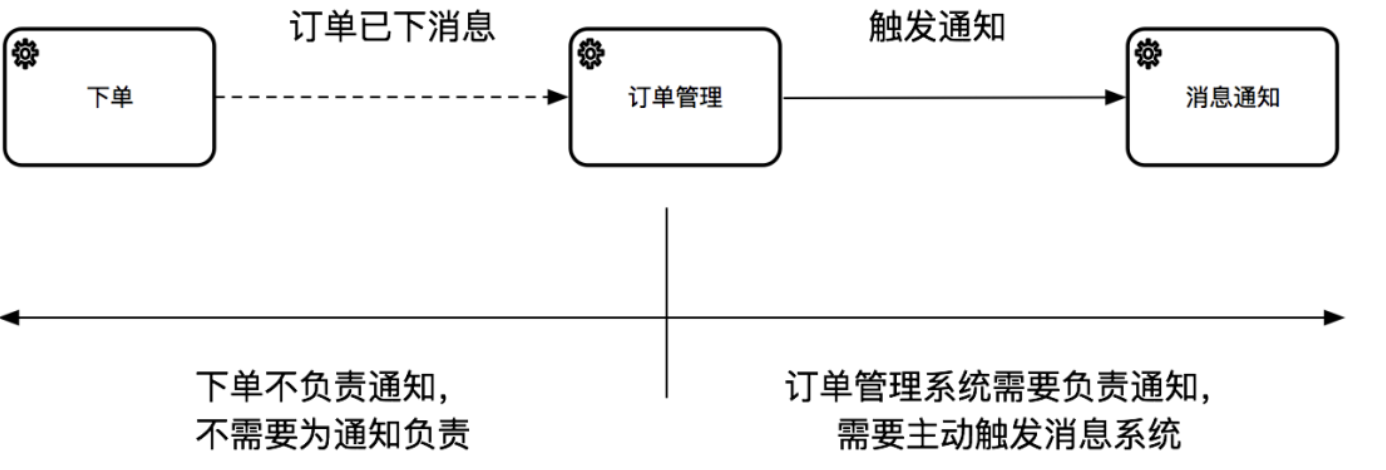 订单已下消息
触发通知
下单
订单管理
消息通知
下单不负责通知，
不需要为通知负责
订单管理系统需要负责通知，
需要主动触发消息系统